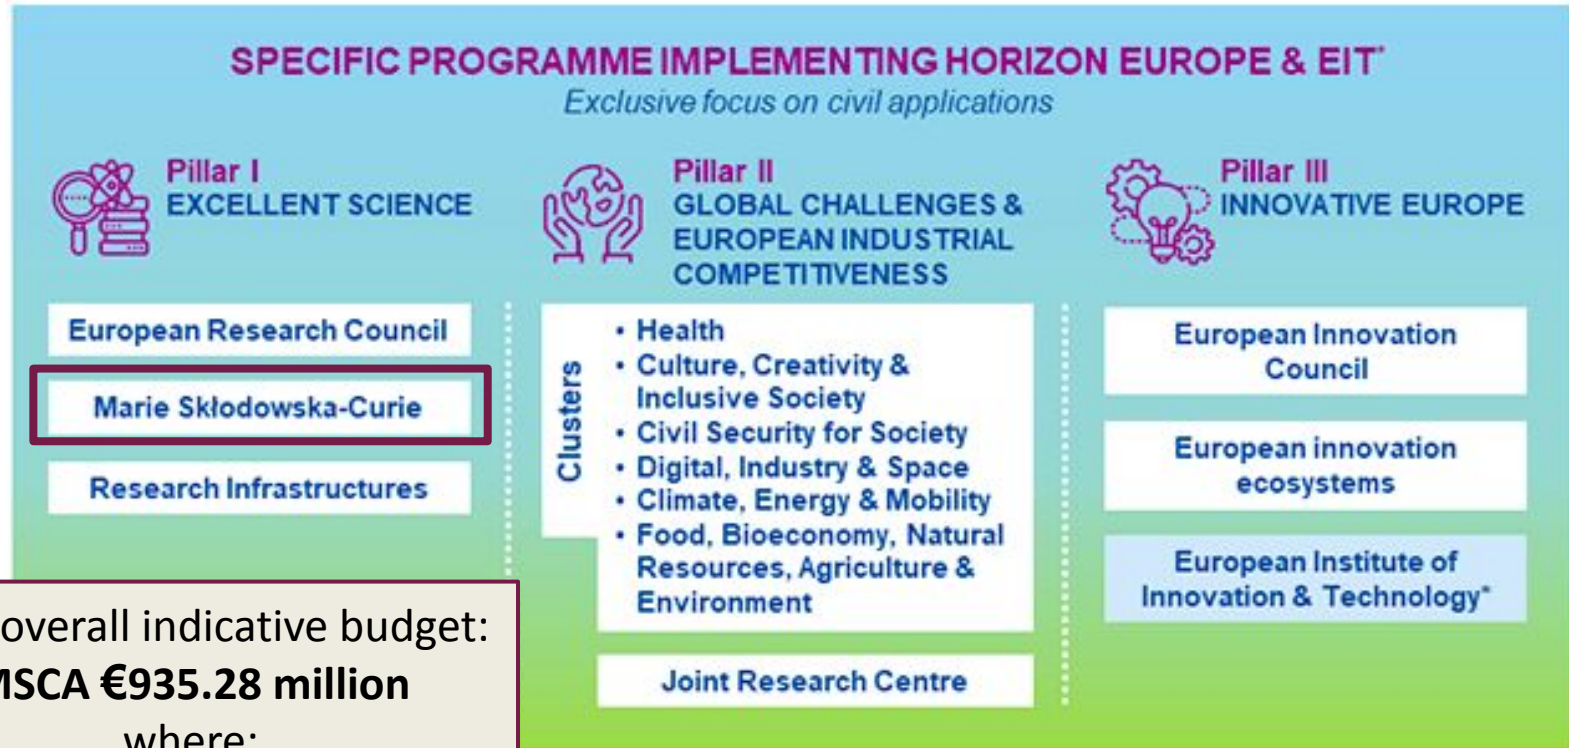 SPECIFIC PROGRAMME IMPLEMENTING HORIZON EUROPE & EIT*
Exclusive focus on civil applications
Pillar I
EXCELLENT SCIENCE
European Research Council
Marie Skłodowska-Curie
Research Infrastructures
Pillar II
GLOBAL CHALLENGES &
EUROPEAN INDUSTRIAL
COMPETITIVENESS
Clusters
• Health
• Culture, Creativity &
Inclusive Society
• Civil Security for Society
• Digital, Industry & Space
• Climate, Energy & Mobility
• Food, Bioeconomy, Natural
Resources, Agriculture &
Environment
Joint Research Centre
Pillar III
INNOVATIVE EUROPE
European Innovation
Council
European innovation
ecosystems
European Institute of
Innovation & Technology*
overall indicative budget:
MSCA €935.28 million
where: